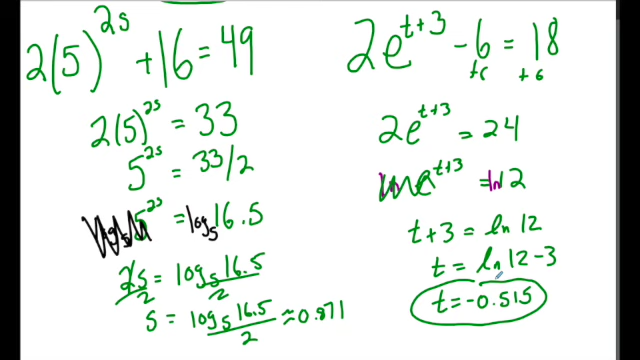 2(5)^2s + 16 = 49
2(5)^2s = 33
5^2s = 33/2
log₅ 5^2s = log₅ 16.5
2s/2 = log₅ 16.5/2
s = log₅ 16.5/2 ≈ 0.871
2e^t+3 - 6 = 18
+6 +6
2e^t+3 = 24
ln e^t+3 = ln 12
t + 3 = ln 12
t = ln 12 - 3
t = -0.515